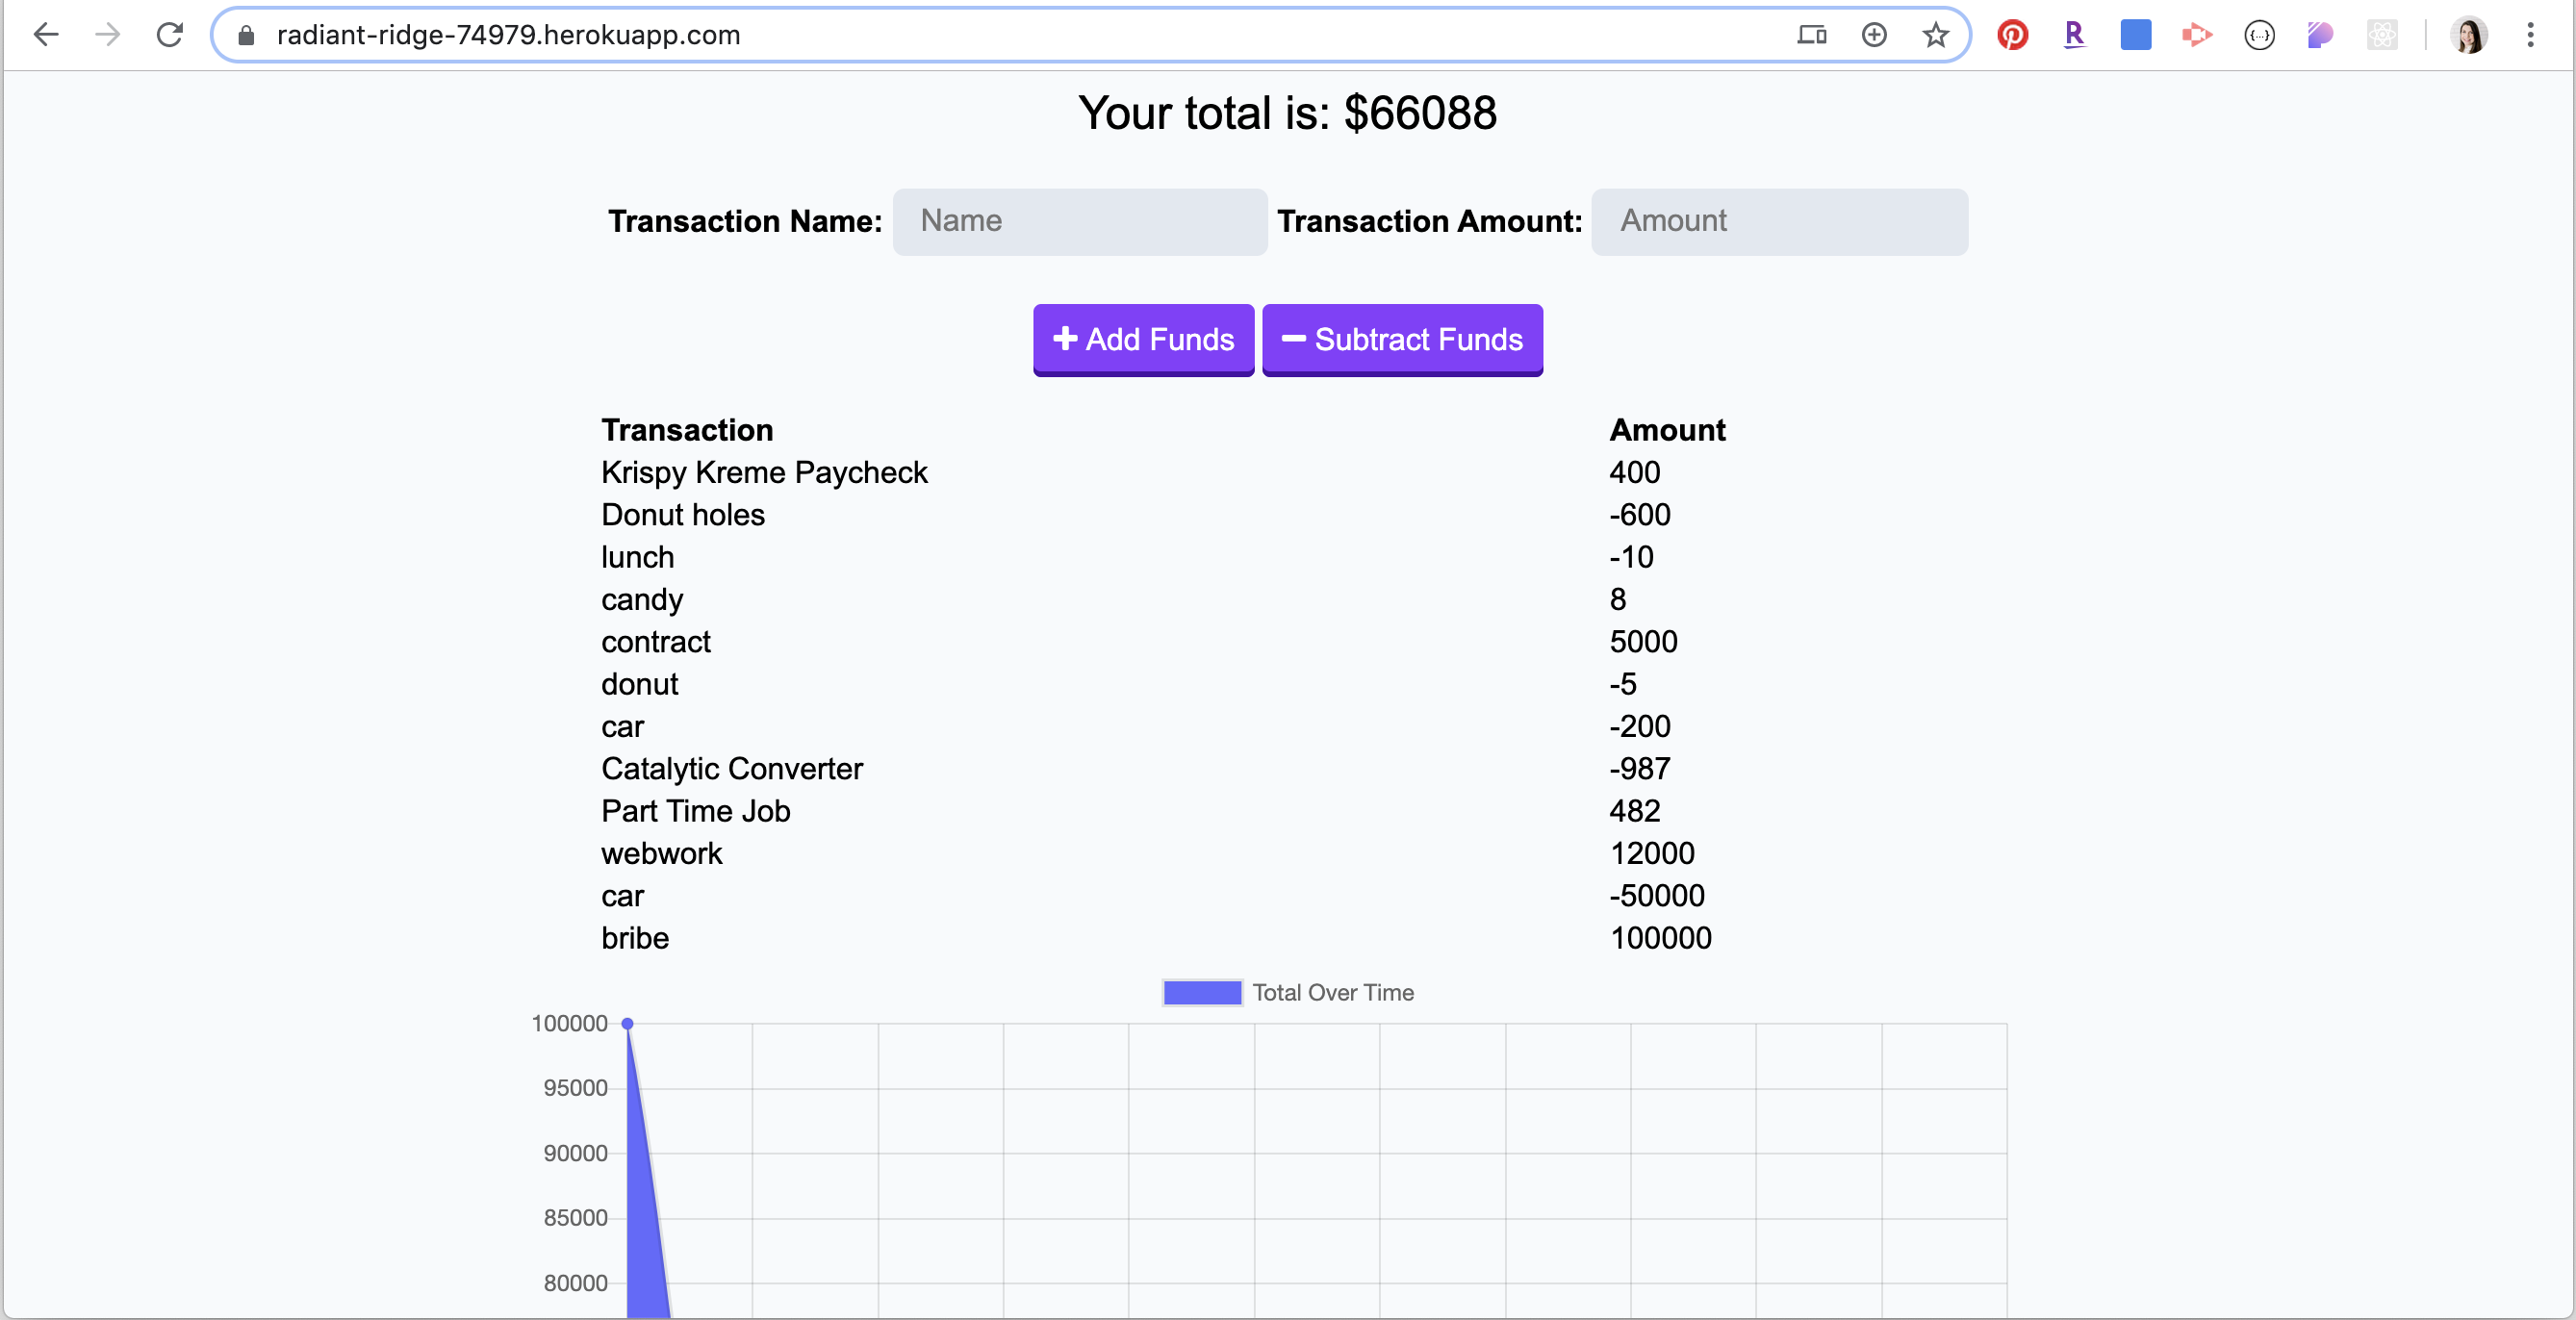 radiant-ridge-74979.herokuapp.com
Your total is: $66088
Transaction Name: Name Transaction Amount: Amount
Add Funds Subtract Funds
Transaction Amount
Krispy Kreme Paycheck 400
Donut holes -600
lunch -10
candy 8
contract 5000
donut -5
car -200
Catalytic Converter -987
Part Time Job 482
webwork 12000
car -50000
bribe 100000
Total Over Time
100000
95000
90000
85000
80000